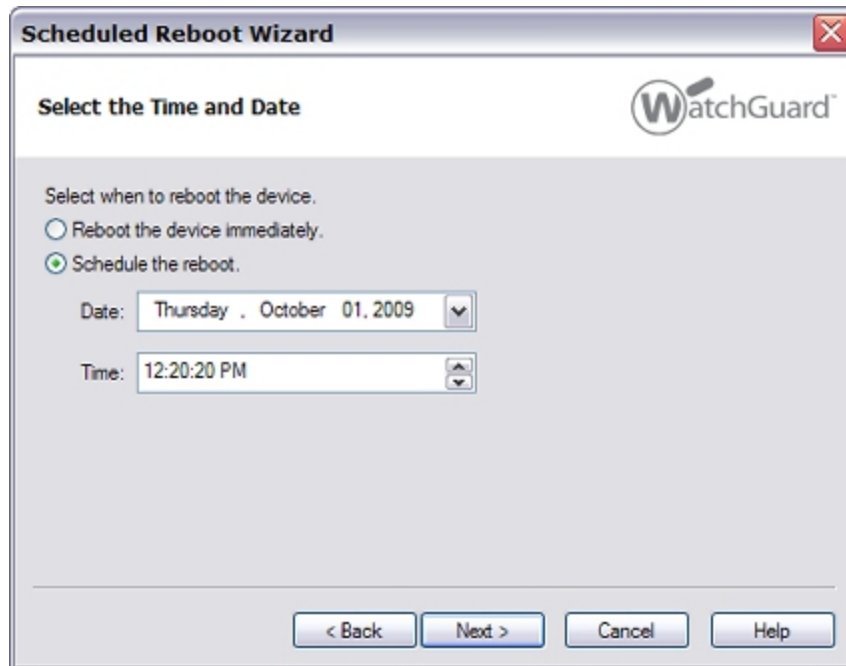 Scheduled Reboot Wizard
Select the Time and Date
WatchGuard™
Select when to reboot the device.
Reboot the device immediately.
Schedule the reboot.
Date: Thursday , October 01, 2009
Time: 12:20:20 PM
< Back Next > Cancel Help